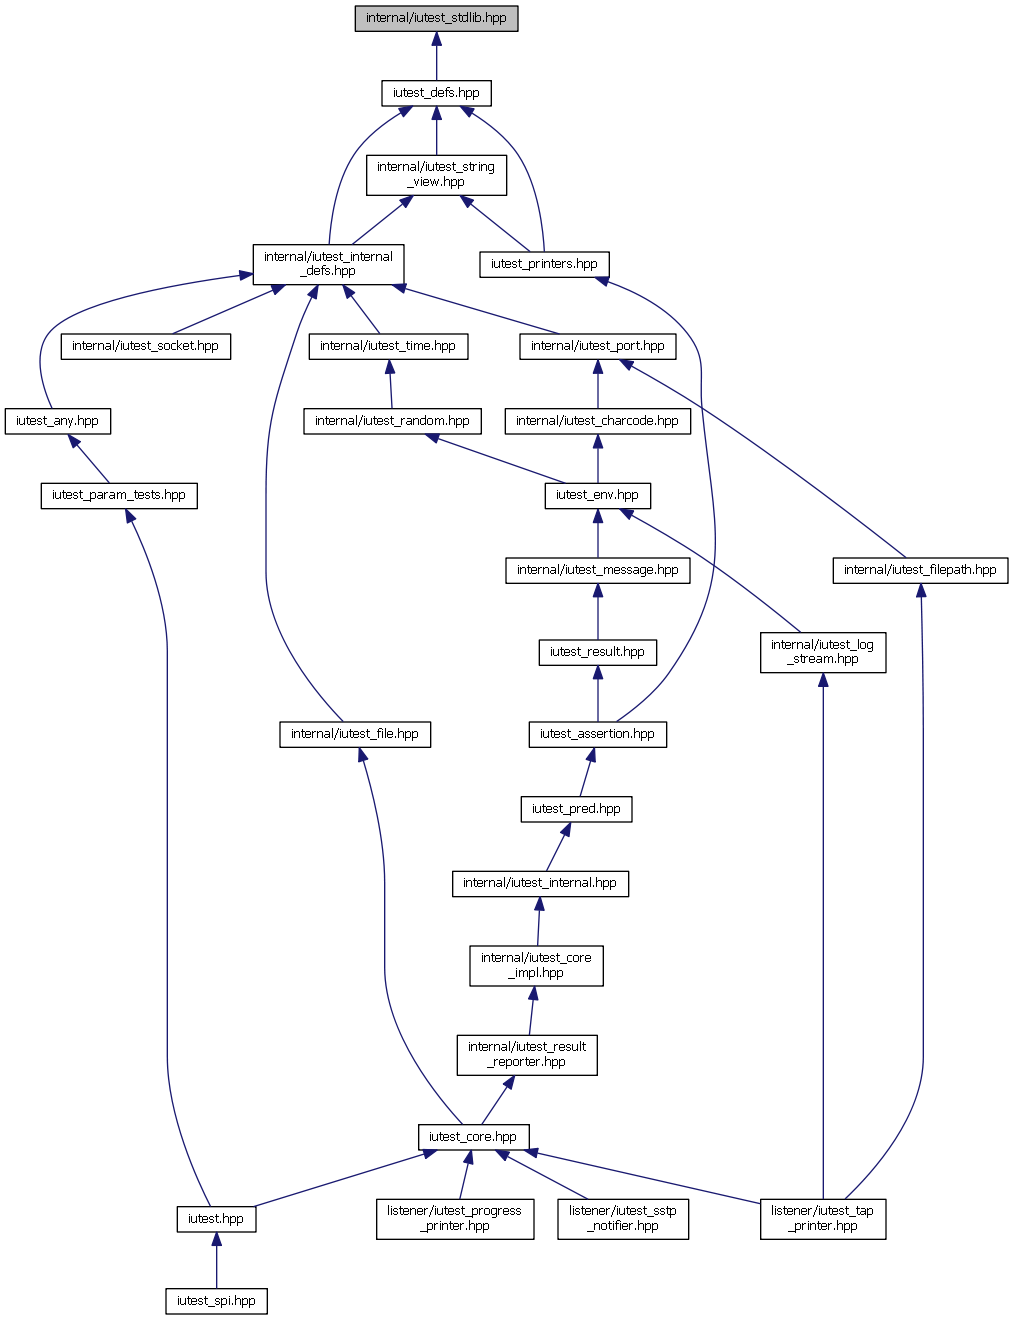 internal/iutest_stdlib.hpp
iutest_defs.hpp
internal/iutest_string
_view.hpp
internal/iutest_internal
_defs.hpp
iutest_printers.hpp
internal/iutest_socket.hpp
internal/iutest_time.hpp
internal/iutest_port.hpp
iutest_any.hpp
internal/iutest_random.hpp
internal/iutest_charcode.hpp
iutest_param_tests.hpp
iutest_env.hpp
internal/iutest_message.hpp
internal/iutest_filepath.hpp
iutest_result.hpp
internal/iutest_log
_stream.hpp
internal/iutest_file.hpp
iutest_assertion.hpp
iutest_pred.hpp
internal/iutest_internal.hpp
internal/iutest_core
_impl.hpp
internal/iutest_result
_reporter.hpp
iutest_core.hpp
iutest.hpp
listener/iutest_progress
_printer.hpp
listener/iutest_sstp
_notifier.hpp
listener/iutest_tap
_printer.hpp
iutest_spi.hpp